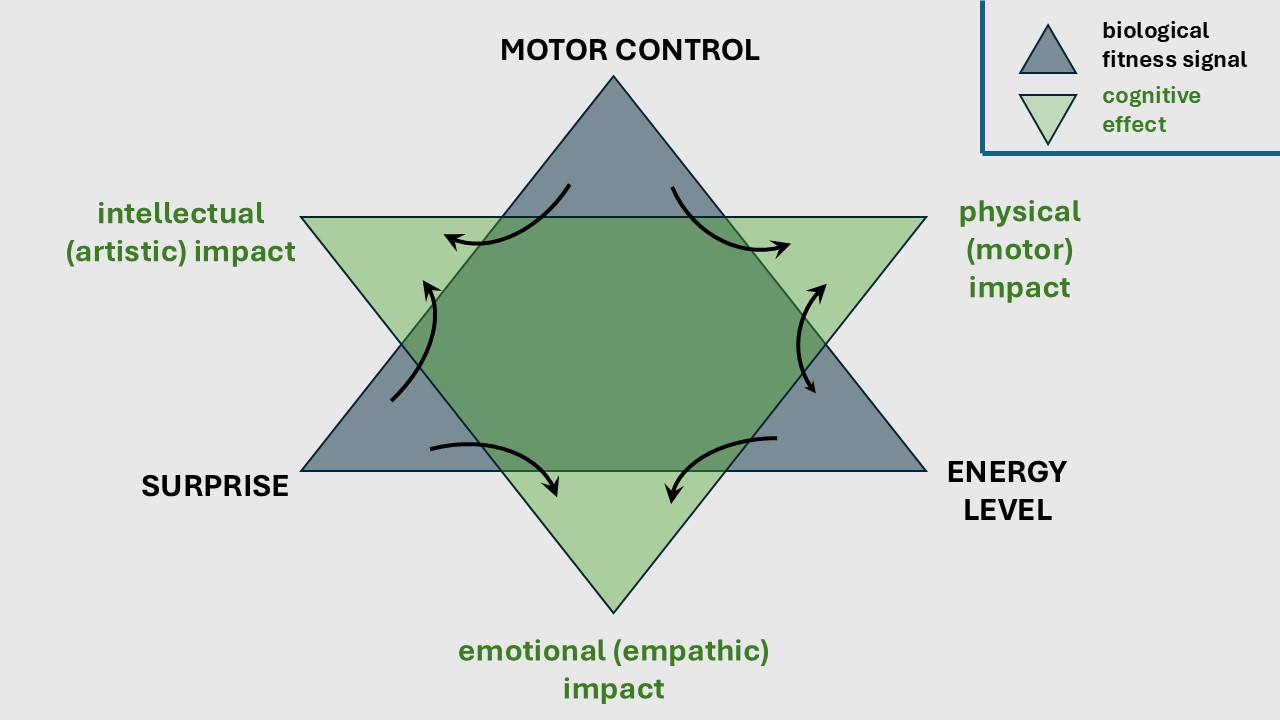 MOTOR CONTROL
biological
fitness signal
cognitive
effect
intellectual
(artistic) impact
physical
(motor)
impact
SURPRISE
ENERGY
LEVEL
emotional (empathic)
impact